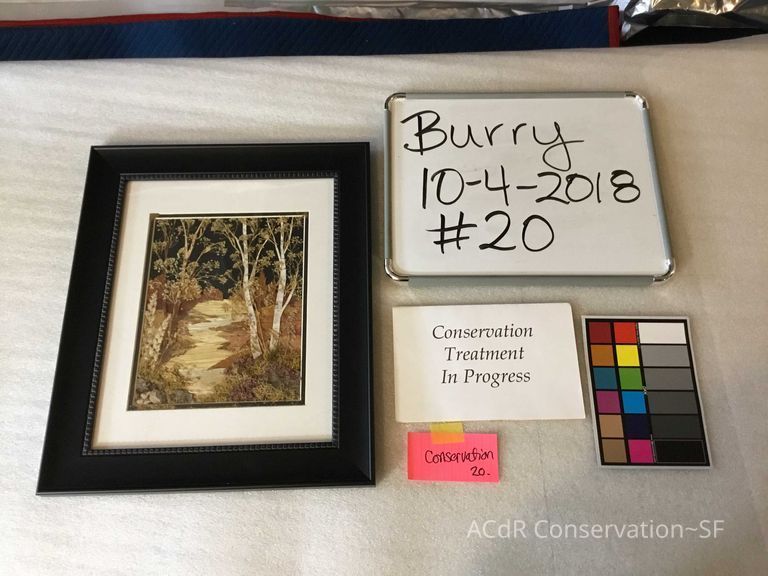 Burry
10-4-2018
#20
Conservation
Treatment
In Progress
Conservation
20.
ACdR Conservation~SF